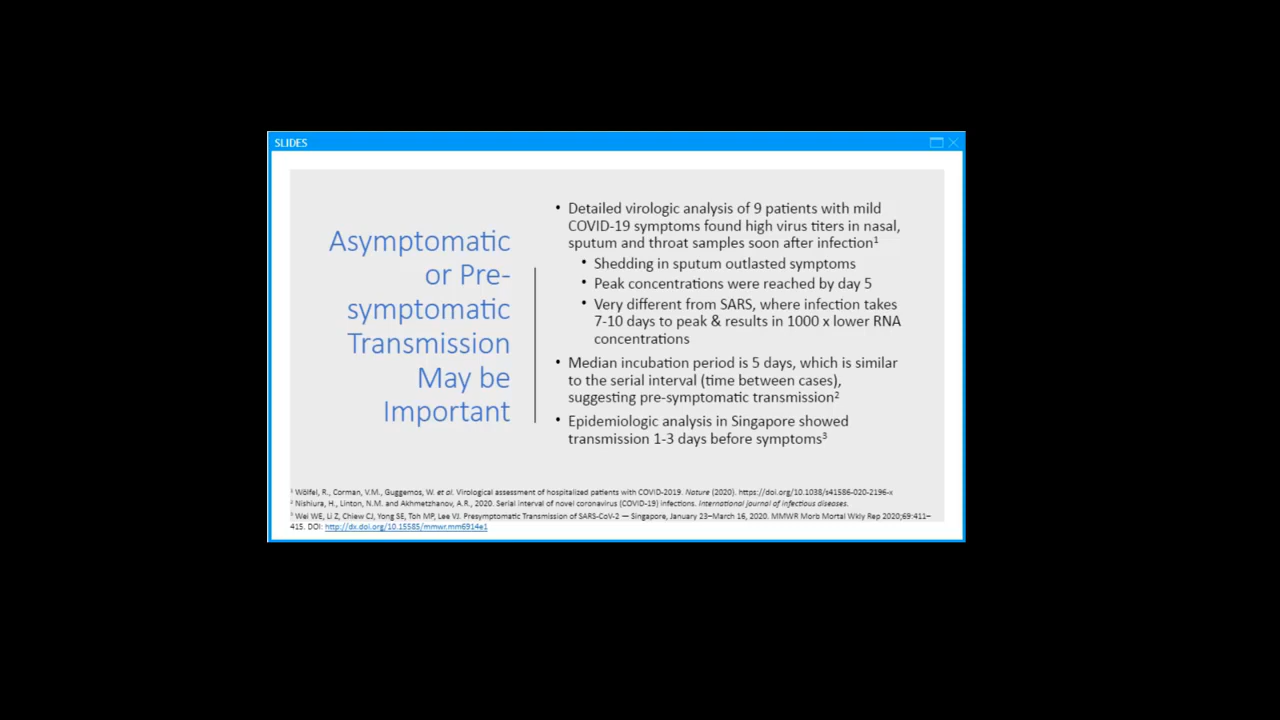 SLIDES
Asymptomatic
or Pre-
symptomatic
Transmission
May be
Important
• Detailed virologic analysis of 9 patients with mild
COVID-19 symptoms found high virus titers in nasal,
sputum and throat samples soon after infection¹
• Shedding in sputum outlasted symptoms
• Peak concentrations were reached by day 5
• Very different from SARS, where infection takes
7-10 days to peak & results in 1000 x lower RNA
concentrations
• Median incubation period is 5 days, which is similar
to the serial interval (time between cases),
suggesting pre-symptomatic transmission²
• Epidemiologic analysis in Singapore showed
transmission 1-3 days before symptoms³
¹ Wölfel, R., Corman, V.M., Guggemos, W. et al. Virological assessment of hospitalized patients with COVID-2019. Nature (2020). https://doi.org/10.1038/s41586-020-2196-x
² Nishiura, H., Linton, N.M. and Akhmetzhanov, A.R., 2020. Serial interval of novel coronavirus (COVID-19) infections. International journal of infectious diseases.
³ Wei WE, Li Z, Chiew CJ, Yong SE, Toh MP, Lee VJ. Presymptomatic Transmission of SARS-CoV-2 — Singapore, January 23–March 16, 2020. MMWR Morb Mortal Wkly Rep 2020;69:411–
415. DOI: http://dx.doi.org/10.15585/mmwr.mm6914e1